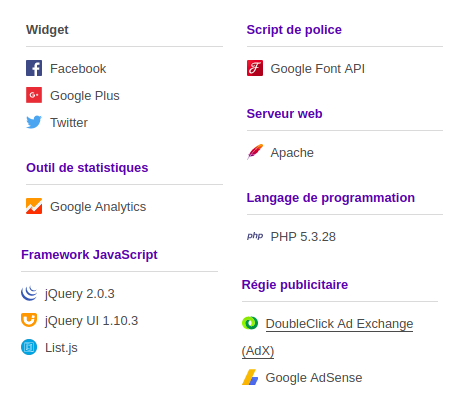 Widget
Facebook
Google Plus
Twitter
Outil de statistiques
Google Analytics
Framework JavaScript
jQuery 2.0.3
jQuery UI 1.10.3
List.js
Script de police
Google Font API
Serveur web
Apache
Langage de programmation
php PHP 5.3.28
Régie publicitaire
DoubleClick Ad Exchange
(AdX)
Google AdSense